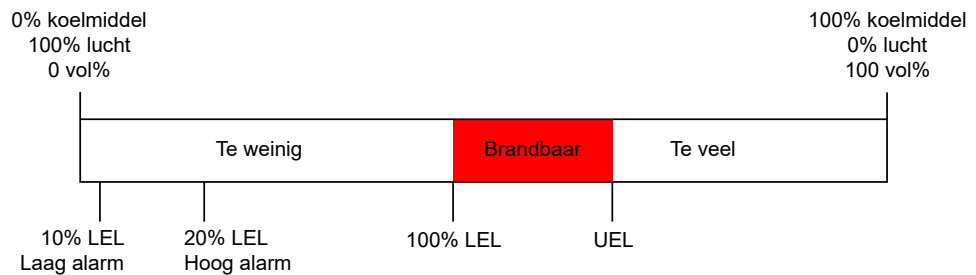 0% koelmiddel
100% lucht
0 vol%
100% koelmiddel
0% lucht
100 vol%
Te weinig
Brandbaar
Te veel
10% LEL
Laag alarm
20% LEL
Hoog alarm
100% LEL
UEL